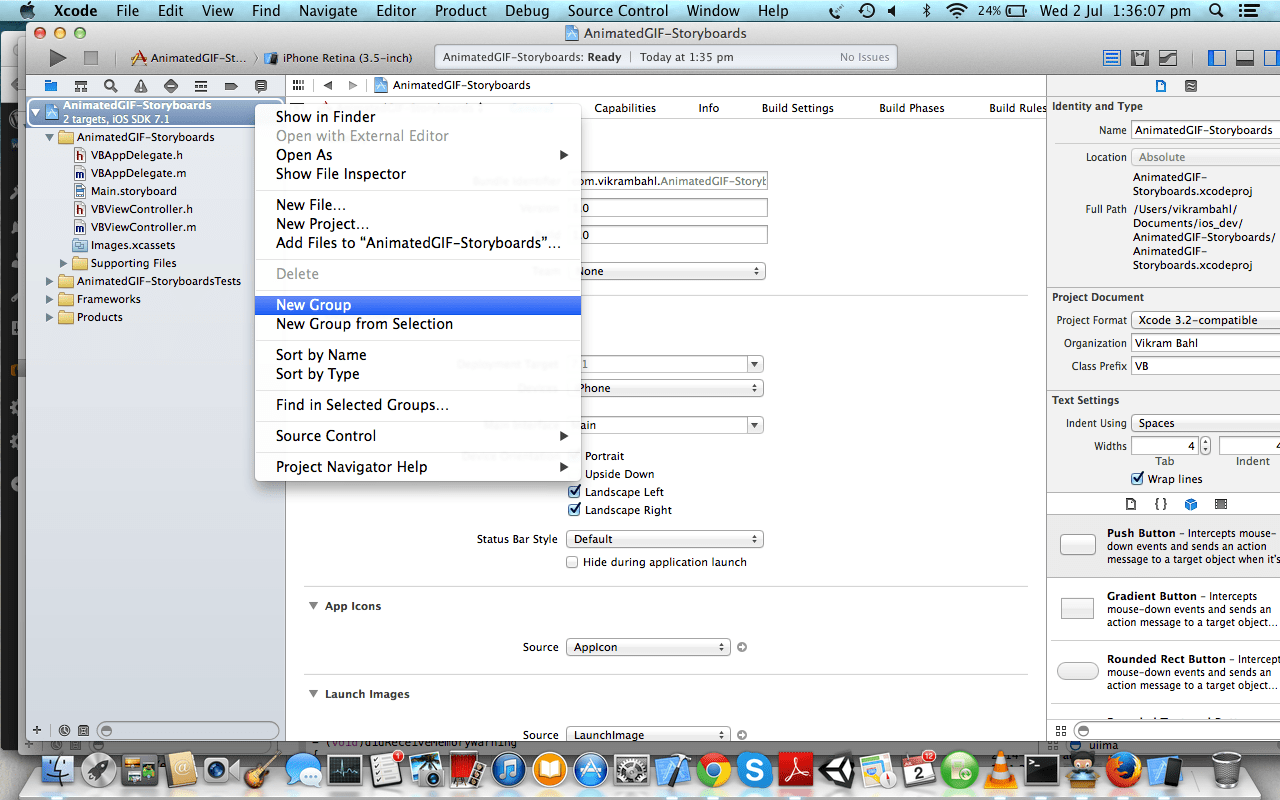 Xcode File Edit View Find Navigate Editor Product Debug Source Control Window Help 24% Wed 2 Jul 1:36:07 pm
AnimatedGIF-Storyboards
AnimatedGIF-St... iPhone Retina (3.5-inch) AnimatedGIF-Storyboards: Ready Today at 1:35 pm No Issues
AnimatedGIF-Storyboards
AnimatedGIF-Storyboards
2 targets, iOS SDK 7.1
AnimatedGIF-Storyboards
VBAppDelegate.h
VBAppDelegate.m
Main.storyboard
VBViewController.h
VBViewController.m
Images.xcassets
Supporting Files
AnimatedGIF-StoryboardsTests
Frameworks
Products
Show in Finder
Open with External Editor
Open As
Show File Inspector
New File...
New Project...
Add Files to “AnimatedGIF-Storyboards”...
Delete
New Group
New Group from Selection
Sort by Name
Sort by Type
Find in Selected Groups...
Source Control
Project Navigator Help
Capabilities Info Build Settings Build Phases Build Rules
om.vikrambahl.AnimatedGIF-Storyb
.0
.0
None
Deployment Target .1
Phone
ain
Portrait
Upside Down
Landscape Left
Landscape Right
Status Bar Style Default
Hide during application launch
App Icons
Source AppIcon
Launch Images
Source LaunchImage
Identity and Type
Name AnimatedGIF-Storyboards
Location Absolute
AnimatedGIF-
Storyboards.xcodeproj
Full Path /Users/vikrambahl/
Documents/ios_dev/
AnimatedGIF-Storyboards/
AnimatedGIF-
Storyboards.xcodeproj
Project Document
Project Format Xcode 3.2-compatible
Organization Vikram Bahl
Class Prefix VB
Text Settings
Indent Using Spaces
Widths 4 4
Tab Indent
Wrap lines
{ }
Push Button – Intercepts mouse-
down events and sends an action
message to a target object when it's
Gradient Button – Intercepts
mouse-down events and sends an
action message to a target object...
Rounded Rect Button – Intercepts
mouse-down events and sends an
action message to a target object...
- (void)didReceiveMemoryWarning
{
uiima
1
2
12